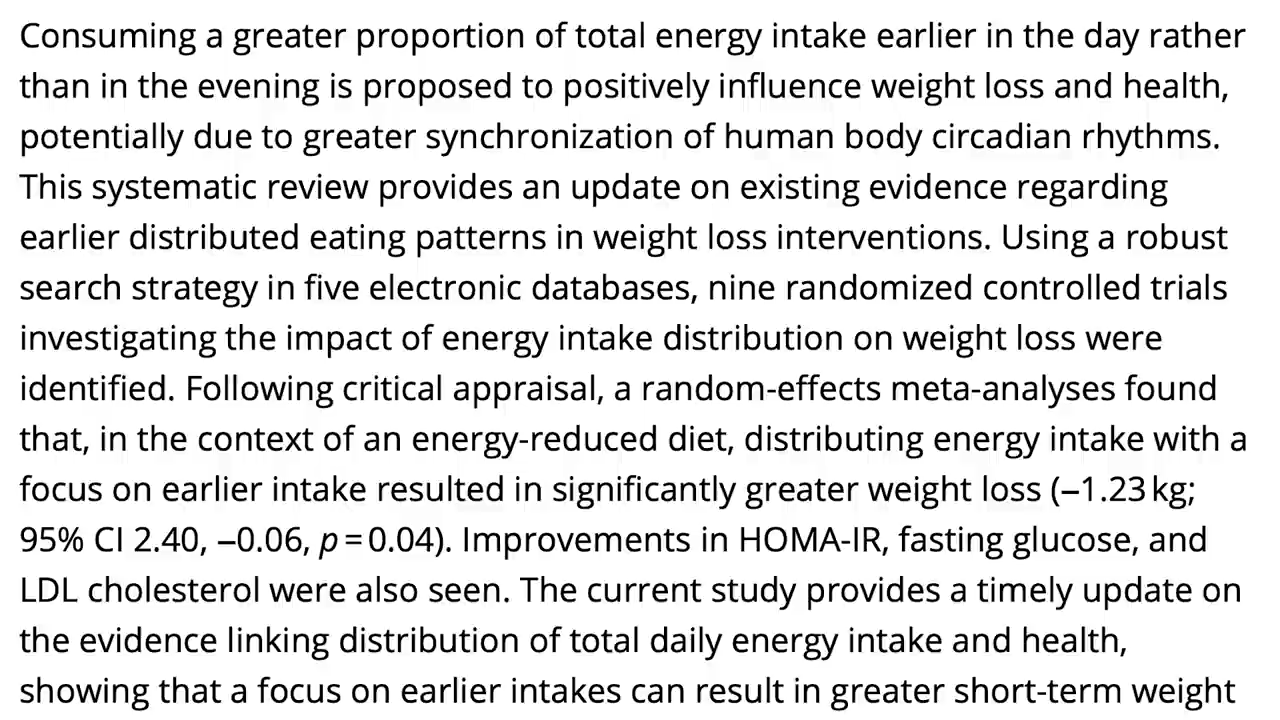 Consuming a greater proportion of total energy intake earlier in the day rather
than in the evening is proposed to positively influence weight loss and health,
potentially due to greater synchronization of human body circadian rhythms.
This systematic review provides an update on existing evidence regarding
earlier distributed eating patterns in weight loss interventions. Using a robust
search strategy in five electronic databases, nine randomized controlled trials
investigating the impact of energy intake distribution on weight loss were
identified. Following critical appraisal, a random-effects meta-analyses found
that, in the context of an energy-reduced diet, distributing energy intake with a
focus on earlier intake resulted in significantly greater weight loss (–1.23 kg;
95% CI 2.40, –0.06, p = 0.04). Improvements in HOMA-IR, fasting glucose, and
LDL cholesterol were also seen. The current study provides a timely update on
the evidence linking distribution of total daily energy intake and health,
showing that a focus on earlier intakes can result in greater short-term weight